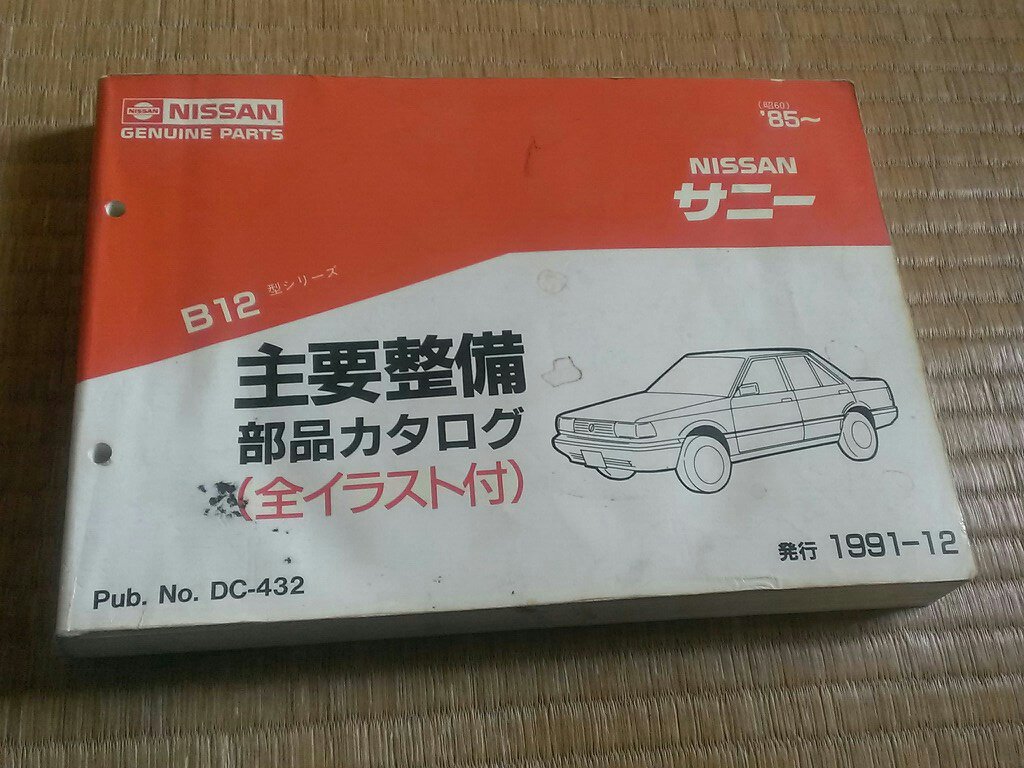 NISSAN
NISSAN
GENUINE PARTS
(昭60)
'85~
NISSAN
サニー
B12 型シリーズ
主要整備
部品カタログ
(全イラスト付)
発行 1991-12
Pub. No. DC-432